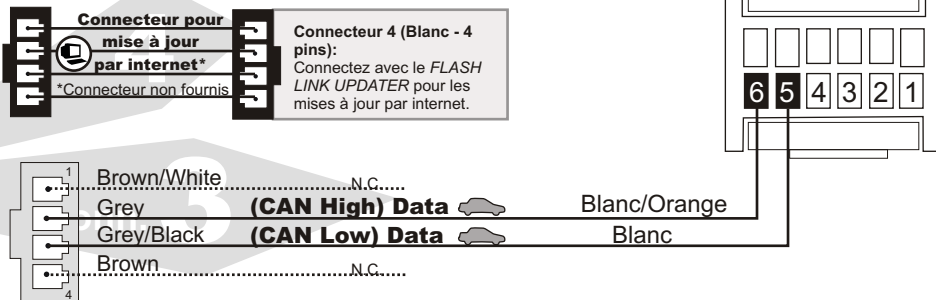 Connecteur pour
mise à jour
par internet*
*Connecteur non fournis
Connecteur 4 (Blanc - 4
pins):
Connectez avec le FLASH
LINK UPDATER pour les
mises à jour par internet.
4
6 5 4 3 2 1
1
Brown/White N.C.
Grey (CAN High) Data Blanc/Orange
Grey/Black (CAN Low) Data Blanc
Brown N.C.
4
3